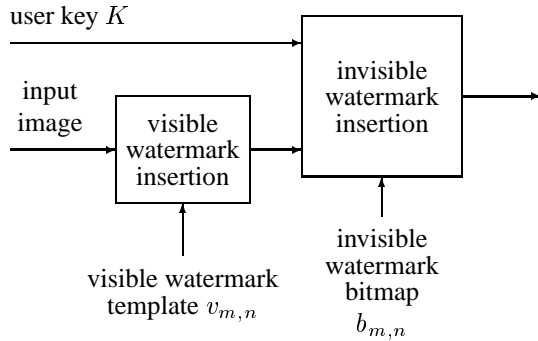 user key K
input
image
visible
watermark
insertion
invisible
watermark
insertion
visible watermark
template v_{m,n}
invisible
watermark
bitmap
b_{m,n}